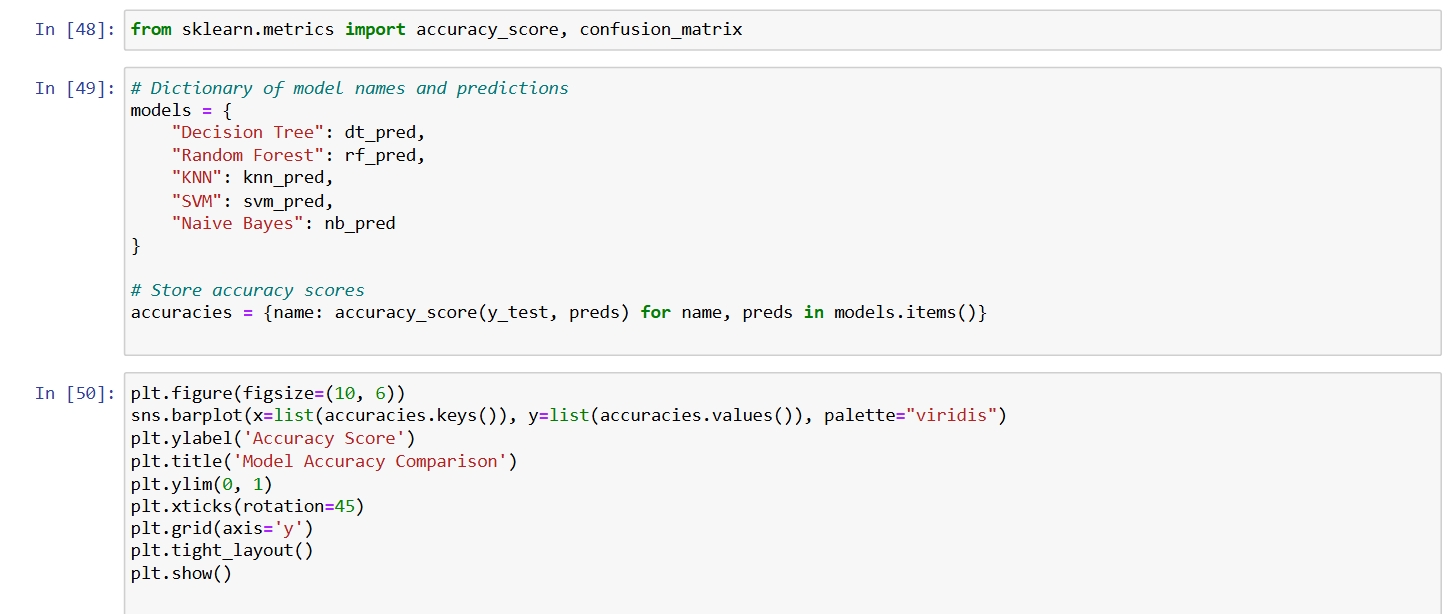 In [48]: from sklearn.metrics import accuracy_score, confusion_matrix
In [49]: # Dictionary of model names and predictions
models = {
    "Decision Tree": dt_pred,
    "Random Forest": rf_pred,
    "KNN": knn_pred,
    "SVM": svm_pred,
    "Naive Bayes": nb_pred
}
# Store accuracy scores
accuracies = {name: accuracy_score(y_test, preds) for name, preds in models.items()}
In [50]: plt.figure(figsize=(10, 6))
sns.barplot(x=list(accuracies.keys()), y=list(accuracies.values()), palette="viridis")
plt.ylabel('Accuracy Score')
plt.title('Model Accuracy Comparison')
plt.ylim(0, 1)
plt.xticks(rotation=45)
plt.grid(axis='y')
plt.tight_layout()
plt.show()